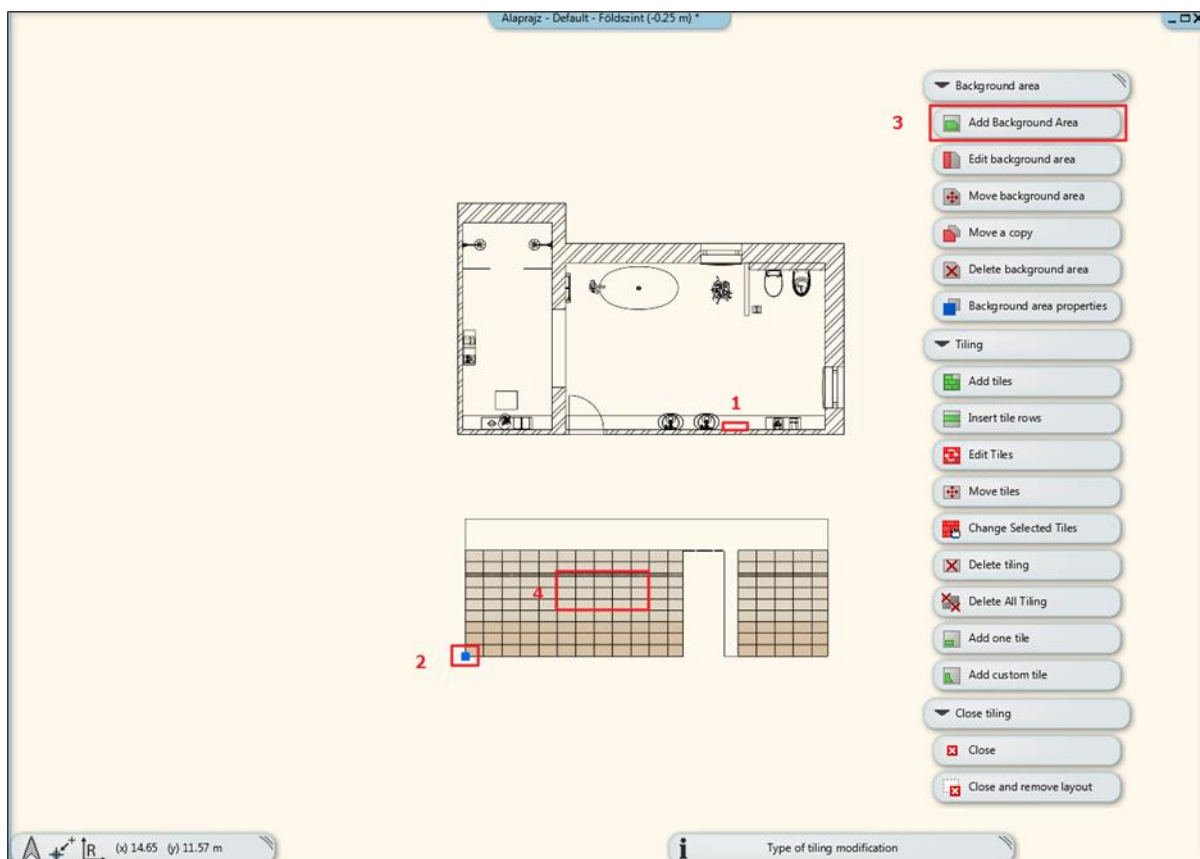 Alaprajz - Default - Földszint (-0.25 m) *
Background area
3
Add Background Area
Edit background area
Move background area
Move a copy
Delete background area
Background area properties
Tiling
Add tiles
1
Insert tile rows
Edit Tiles
Move tiles
Change Selected Tiles
Delete tiling
4
Delete All Tiling
Add one tile
2
Add custom tile
Close tiling
Close
Close and remove layout
R
(x) 14.65 (y) 11.57 m
i
Type of tiling modification